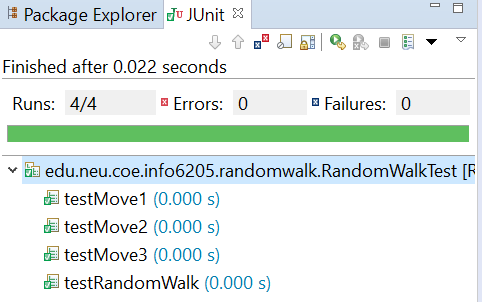 Package Explorer JUnit
Finished after 0.022 seconds
Runs: 4/4 Errors: 0 Failures: 0
edu.neu.coe.info6205.randomwalk.RandomWalkTest [R
testMove1 (0.000 s)
testMove2 (0.000 s)
testMove3 (0.000 s)
testRandomWalk (0.000 s)